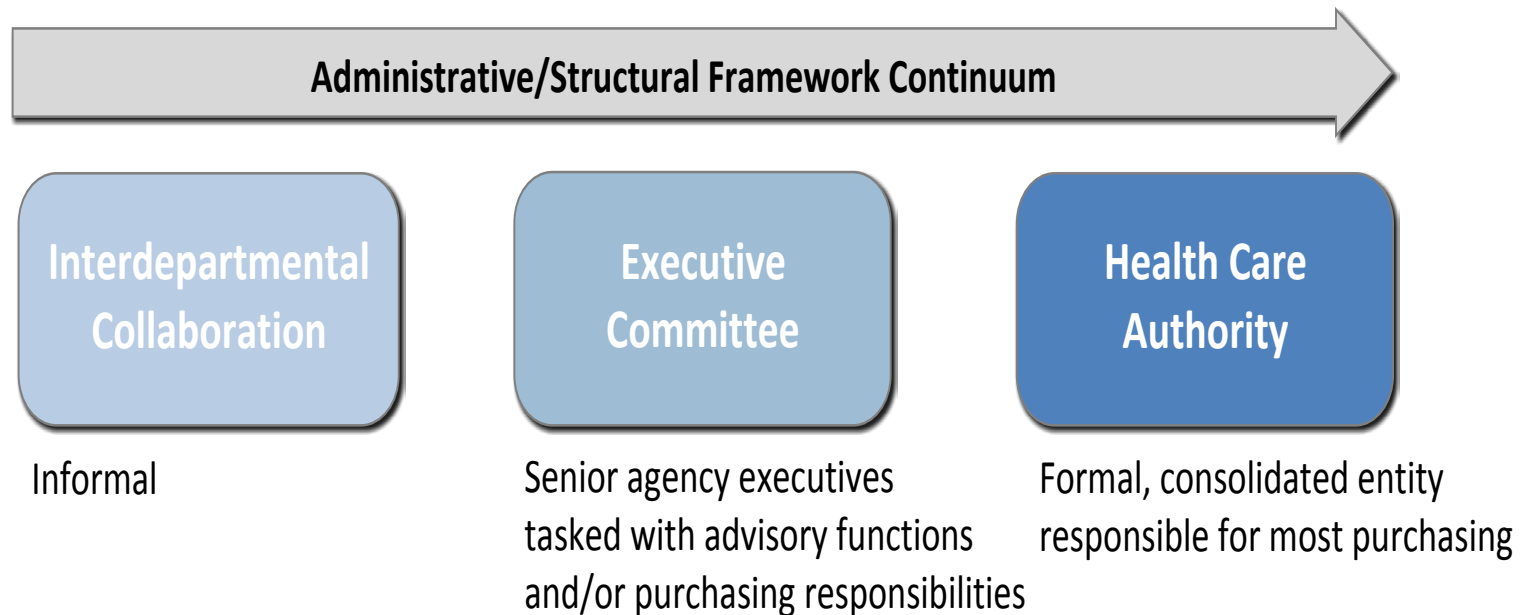 Administrative/Structural Framework Continuum
Interdepartmental
Collaboration
Executive
Committee
Health Care
Authority
Informal
Senior agency executives
tasked with advisory functions
and/or purchasing responsibilities
Formal, consolidated entity
responsible for most purchasing